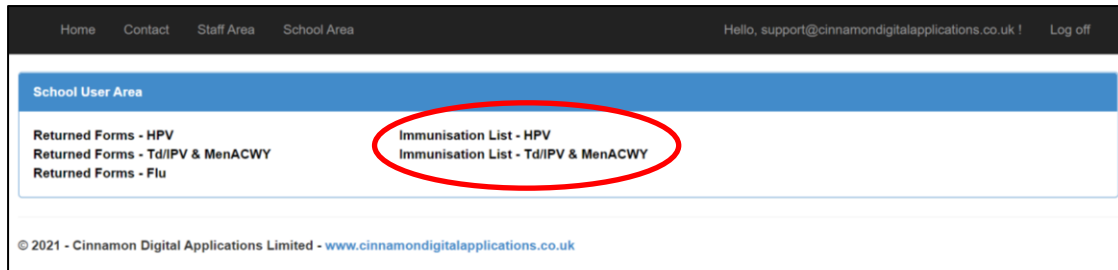 Home Contact Staff Area School Area Hello, support@cinnamondigitalapplications.co.uk ! Log off
School User Area
Returned Forms - HPV
Returned Forms - Td/IPV & MenACWY
Returned Forms - Flu
Immunisation List - HPV
Immunisation List - Td/IPV & MenACWY
© 2021 - Cinnamon Digital Applications Limited - www.cinnamondigitalapplications.co.uk